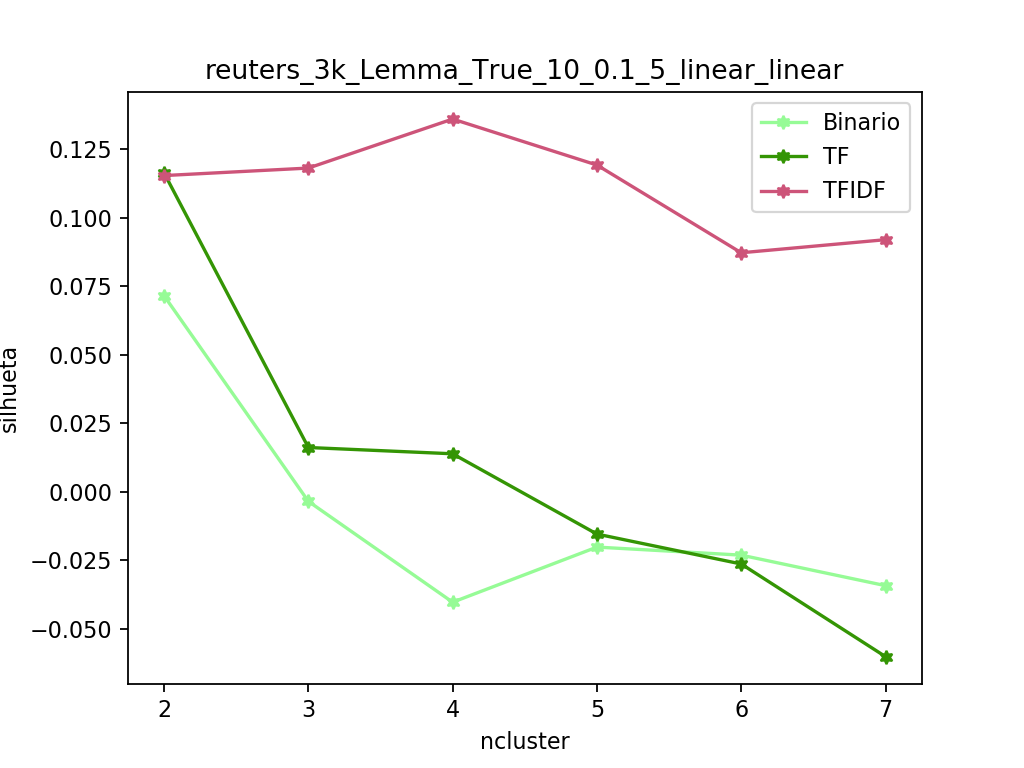 reuters_3k_Lemma_True_10_0.1_5_linear_linear
Binario
TF
TFIDF
0.125
0.100
0.075
0.050
0.025
0.000
−0.025
−0.050
silhueta
2 3 4 5 6 7
ncluster